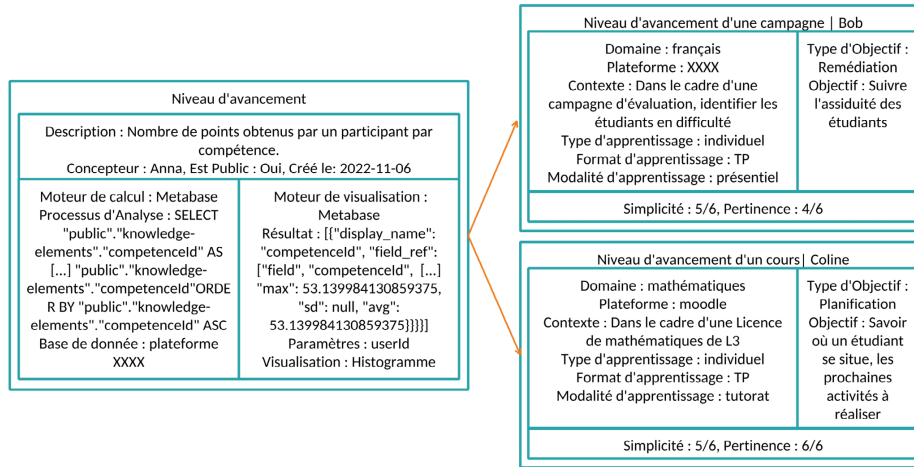 Niveau d'avancement
Description : Nombre de points obtenus par un participant par
compétence.
Concepteur : Anna, Est Public : Oui, Créé le: 2022-11-06
Moteur de calcul : Metabase
Processus d'Analyse : SELECT
"public"."knowledge-
elements"."competenceId" AS
[...] "public"."knowledge-
elements"."competenceId"ORDE
R BY "public"."knowledge-
elements"."competenceId" ASC
Base de donnée : plateforme
XXXX
Moteur de visualisation :
Metabase
Résultat : [{"display_name":
"competenceId", "field_ref":
["field", "competenceId",  [...]
"max": 53.139984130859375,
"sd": null, "avg":
53.139984130859375}}}}]
Paramètres : userId
Visualisation : Histogramme
Niveau d'avancement d'une campagne | Bob
Domaine : français
Plateforme : XXXX
Contexte : Dans le cadre d'une
campagne d'évaluation, identifier les
étudiants en difficulté
Type d'apprentissage : individuel
Format d'apprentissage : TP
Modalité d'apprentissage : présentiel
Type d'Objectif :
Remédiation
Objectif : Suivre
l'assiduité des
étudiants
Simplicité : 5/6, Pertinence : 4/6
Niveau d'avancement d'un cours| Coline
Domaine : mathématiques
Plateforme : moodle
Contexte : Dans le cadre d'une Licence
de mathématiques de L3
Type d'apprentissage : individuel
Format d'apprentissage : TP
Modalité d'apprentissage : tutorat
Type d'Objectif :
Planification
Objectif : Savoir
où un étudiant
se situe, les
prochaines
activités à
réaliser
Simplicité : 5/6, Pertinence : 6/6